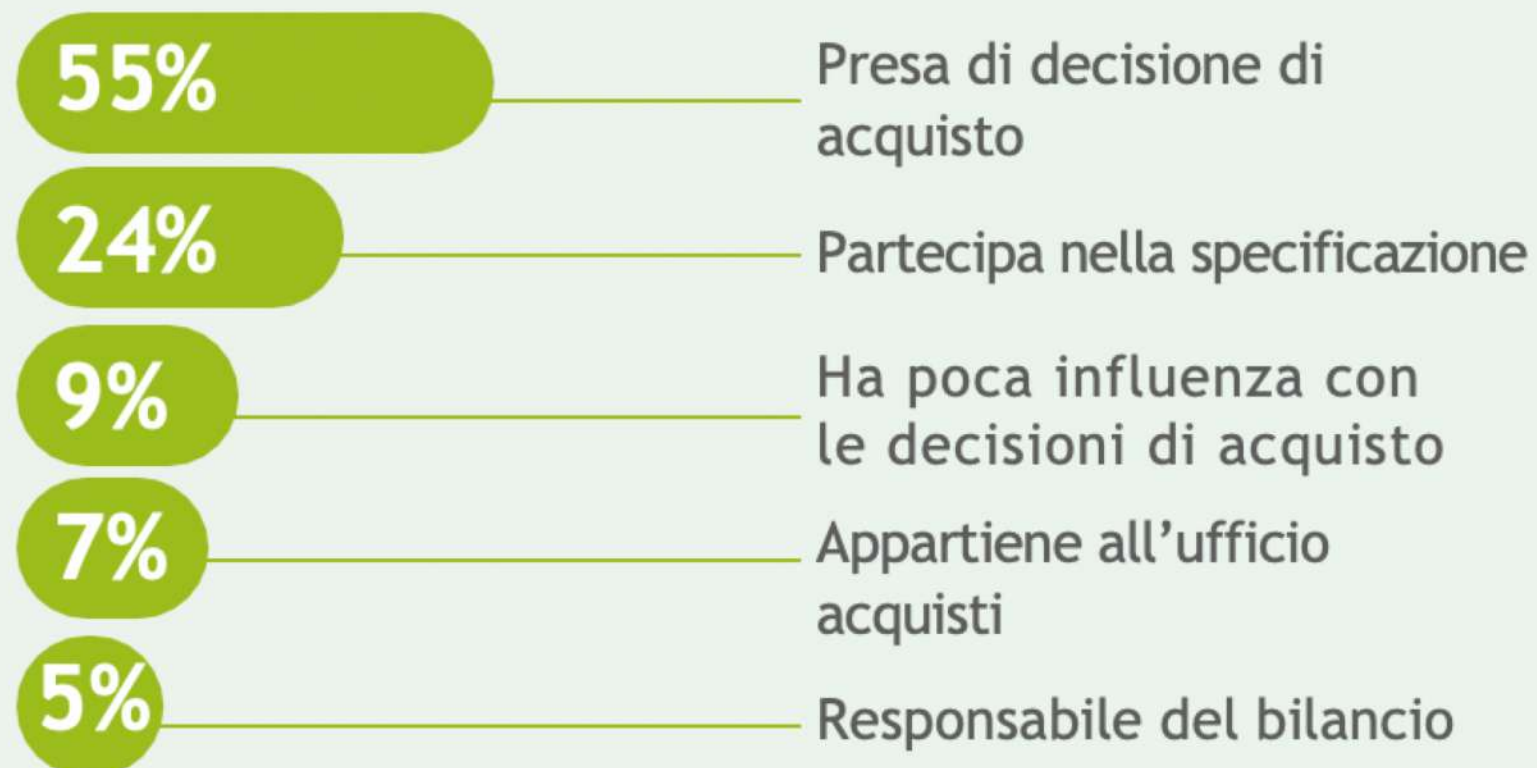 55%
Presa di decisione di
acquisto
24%
Partecipa nella specificazione
9%
Ha poca influenza con
le decisioni di acquisto
7%
Appartiene all’ufficio
acquisti
5%
Responsabile del bilancio